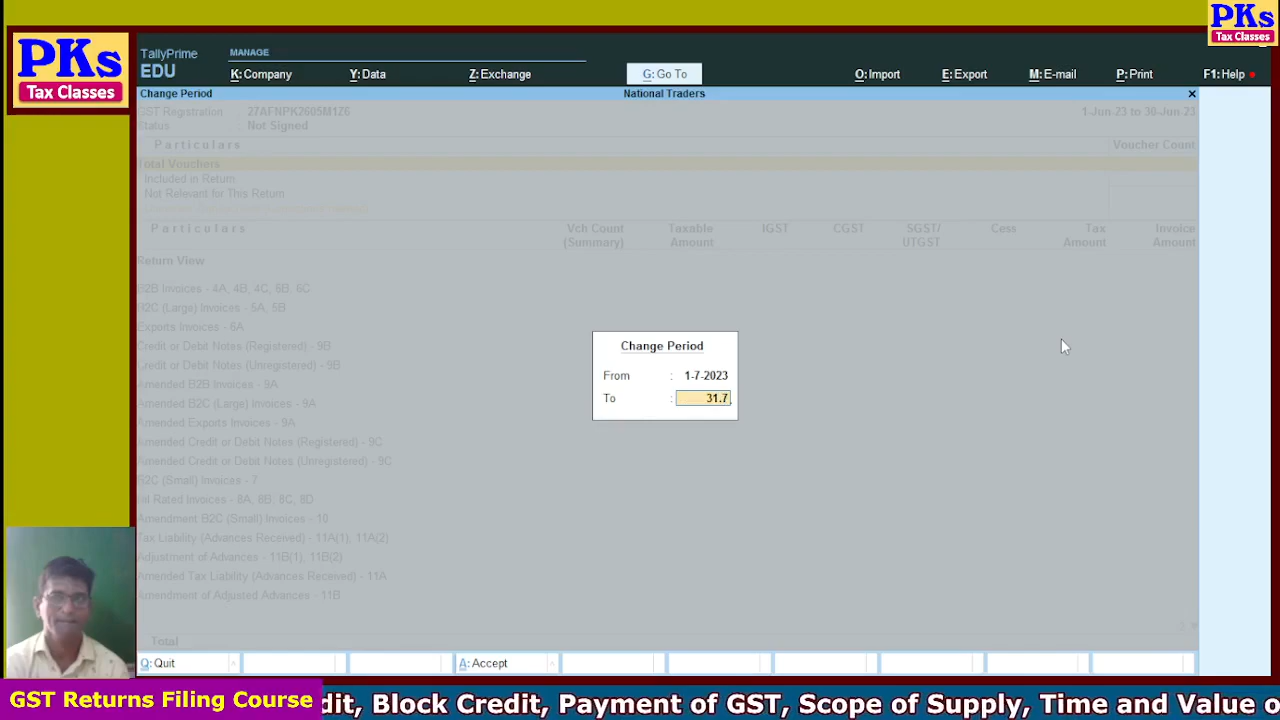 PKs
Tax Classes
PKs
Tax Classes
TallyPrime
EDU
MANAGE
K: Company
Y: Data
Z: Exchange
G: Go To
O: Import
E: Export
M: E-mail
P: Print
F1: Help
Change Period
National Traders
GST Registration : 27AFNPK2605M1Z6
1-Jun-23 to 30-Jun-23
Status : Not Signed
Particulars
Voucher Count
Total Vouchers
Included in Return
Not Relevant for This Return
Particulars
Vch Count
(Summary)
Taxable
Amount
IGST
CGST
SGST/
UTGST
Cess
Tax
Amount
Invoice
Amount
Return View
B2B Invoices - 4A, 4B, 4C, 6B, 6C
B2C (Large) Invoices - 5A, 5B
Exports Invoices - 6A
Credit or Debit Notes (Registered) - 9B
Credit or Debit Notes (Unregistered) - 9B
Amended B2B Invoices - 9A
Amended B2C (Large) Invoices - 9A
Amended Exports Invoices - 9A
Amended Credit or Debit Notes (Registered) - 9C
Amended Credit or Debit Notes (Unregistered) - 9C
B2C (Small) Invoices - 7
Nil Rated Invoices - 8A, 8B, 8C, 8D
Amendment B2C (Small) Invoices - 10
Tax Liability (Advances Received) - 11A(1), 11A(2)
Adjustment of Advances - 11B(1), 11B(2)
Amended Tax Liability (Advances Received) - 11A
Amendment of Adjusted Advances - 11B
Total
Change Period
From : 1-7-2023
To : 31.7
Q: Quit
A: Accept
GST Returns Filing Course
dit, Block Credit, Payment of GST, Scope of Supply, Time and Value o